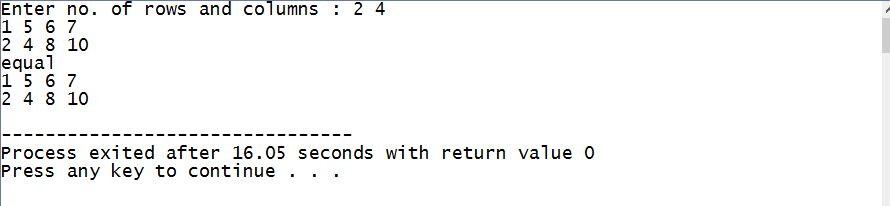 Enter no. of rows and columns : 2 4
1 5 6 7
2 4 8 10
equal
1 5 6 7
2 4 8 10
--------------------------------
Process exited after 16.05 seconds with return value 0
Press any key to continue . . .